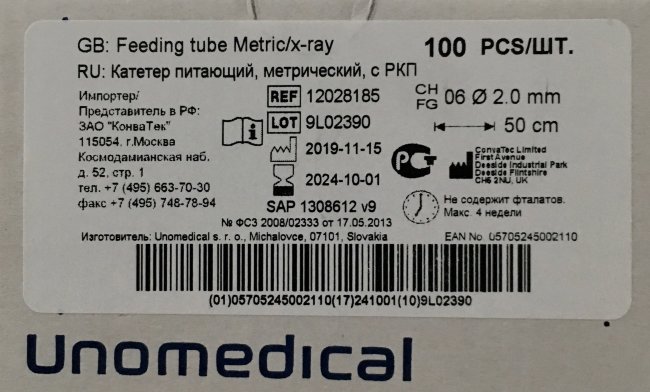 GB: Feeding tube Metric/x-ray 100 PCS/ШТ.
RU: Катетер питающий, метрический, с РКП
Импортер/
Представитель в РФ:
ЗАО "КонваТек"
115054. г.Москва
Космодамианская наб.
д. 52, стр. 1
тел. +7 (495) 663-70-30
факс +7 (495) 748-78-94
REF 12028185
LOT 9L02390
2019-11-15
2024-10-01
SAP 1308612 v9
CH
FG 06 Ø 2.0 mm
50 cm
РСТ
ConvaTec Limited
First Avenue
Deeside Industrial Park
Deeside Flintshire
CH5 2NU, UK
Не содержит фталатов.
Макс. 4 недели
№ ФСЗ 2008/02333 от 17.05.2013
Изготовитель: Unomedical s. r. o., Michalovce, 07101, Slovakia
EAN No 05705245002110
(01)05705245002110(17)241001(10)9L02390
Unomedical